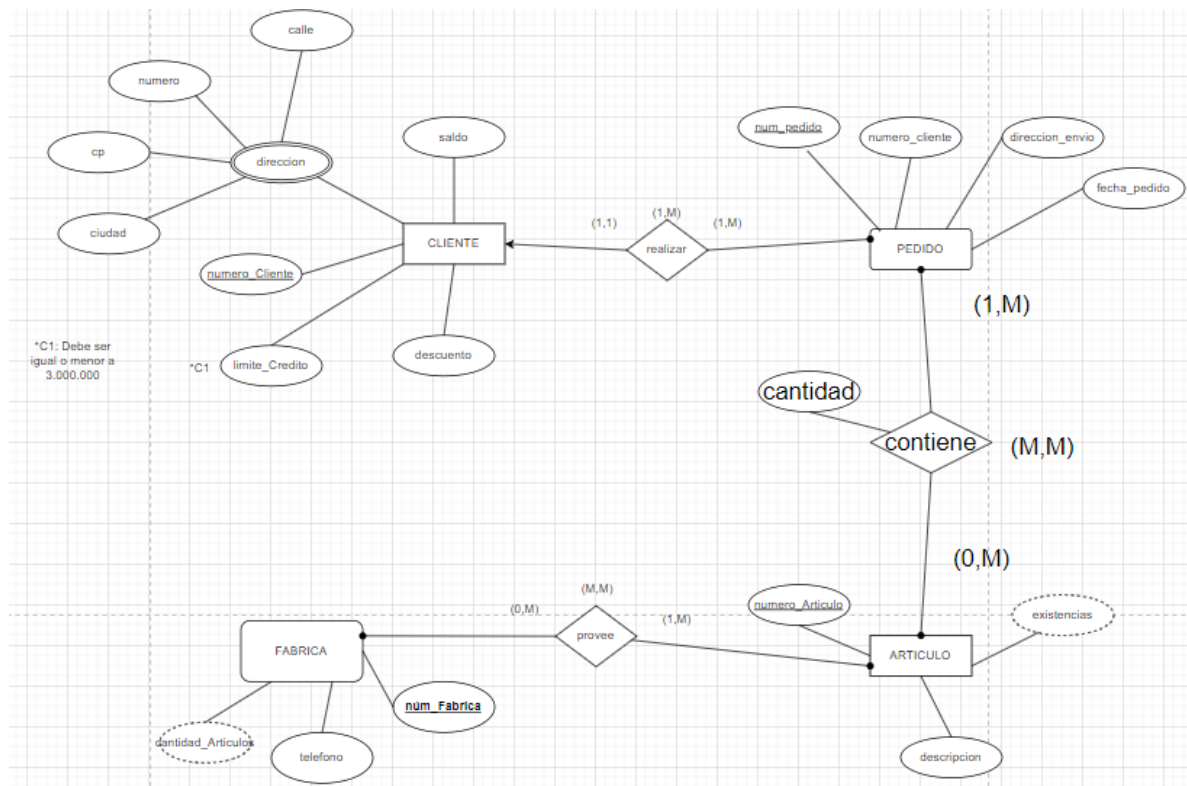 calle
numero
cp
direccion
ciudad
saldo
CLIENTE
numero_Cliente
limite_Credito
*C1
descuento
*C1: Debe ser
igual o menor a
3.000.000
(1,1)
(1,M)
(1,M)
realizar
num_pedido
numero_cliente
direccion_envio
fecha_pedido
PEDIDO
(1,M)
cantidad
contiene
(M,M)
(0,M)
numero_Articulo
existencias
ARTICULO
descripcion
(M,M)
(0,M)
(1,M)
provee
FABRICA
núm_Fabrica
cantidad_Articulos
telefono